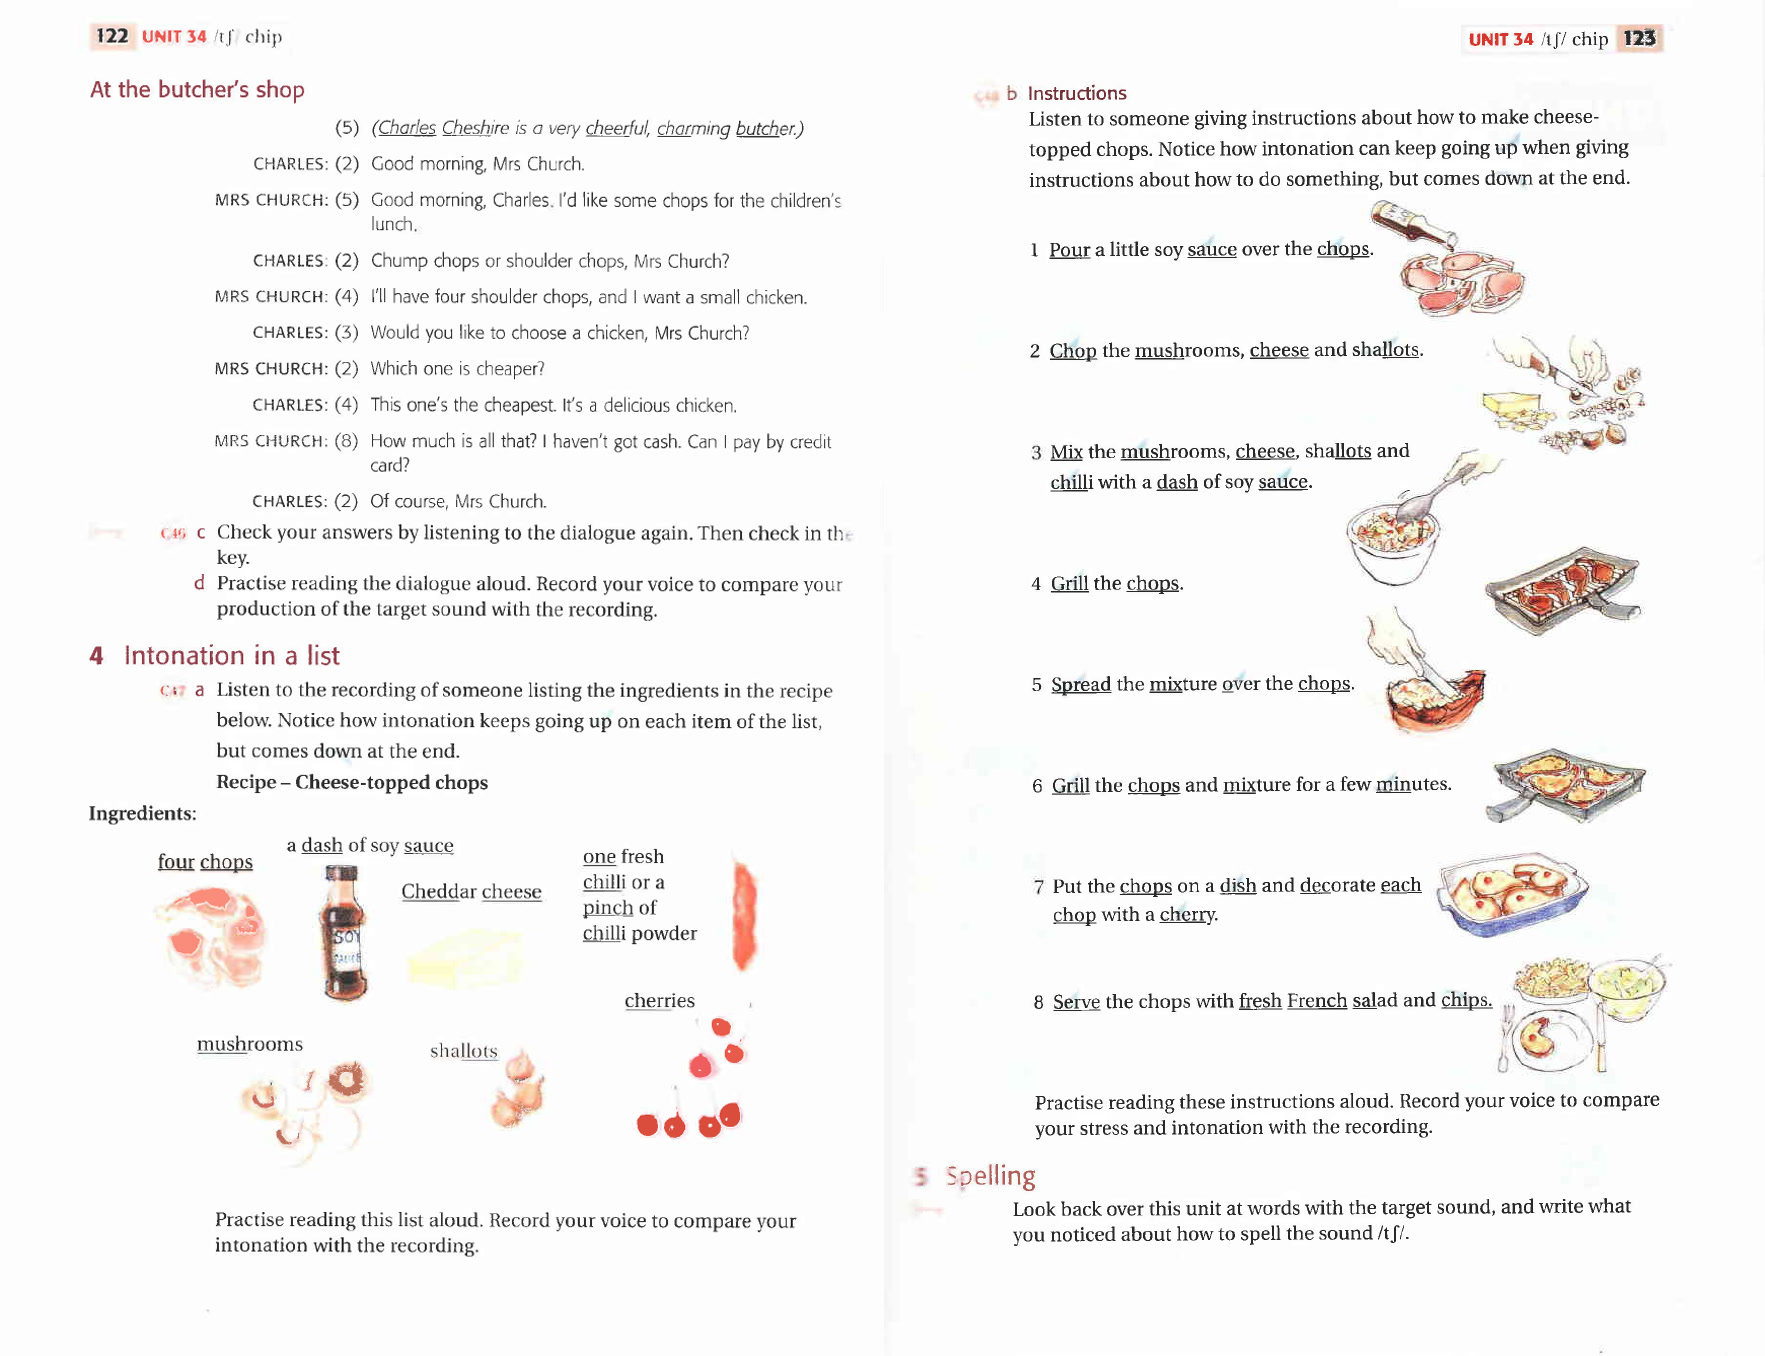 122 UNIT 34 /tʃ/ chip
At the butcher's shop
(5) (Charles Cheshire is a very cheerful, charming butcher.)
CHARLES: (2) Good morning, Mrs Church.
MRS CHURCH: (5) Good morning, Charles. I'd like some chops for the children's
lunch.
CHARLES: (2) Chump chops or shoulder chops, Mrs Church?
MRS CHURCH: (4) I'll have four shoulder chops, and I want a small chicken.
CHARLES: (3) Would you like to choose a chicken, Mrs Church?
MRS CHURCH: (2) Which one is cheaper?
CHARLES: (4) This one's the cheapest. It's a delicious chicken.
MRS CHURCH: (8) How much is all that? I haven't got cash. Can I pay by credit
card?
CHARLES: (2) Of course, Mrs Church.
C46 c Check your answers by listening to the dialogue again. Then check in the
key.
d Practise reading the dialogue aloud. Record your voice to compare your
production of the target sound with the recording.
4 Intonation in a list
C47 a Listen to the recording of someone listing the ingredients in the recipe
below. Notice how intonation keeps going up on each item of the list,
but comes down at the end.
Recipe – Cheese-topped chops
Ingredients:
four chops
a dash of soy sauce
SOY
SAUCE
Cheddar cheese
one fresh
chilli or a
pinch of
chilli powder
cherries
mushrooms
shallots
Practise reading this list aloud. Record your voice to compare your
intonation with the recording.
UNIT 34 /tʃ/ chip 123
C48 b Instructions
Listen to someone giving instructions about how to make cheese-
topped chops. Notice how intonation can keep going up when giving
instructions about how to do something, but comes down at the end.
1 Pour a little soy sauce over the chops.
2 Chop the mushrooms, cheese and shallots.
3 Mix the mushrooms, cheese, shallots and
chilli with a dash of soy sauce.
4 Grill the chops.
5 Spread the mixture over the chops.
6 Grill the chops and mixture for a few minutes.
7 Put the chops on a dish and decorate each
chop with a cherry.
8 Serve the chops with fresh French salad and chips.
Practise reading these instructions aloud. Record your voice to compare
your stress and intonation with the recording.
5 Spelling
Look back over this unit at words with the target sound, and write what
you noticed about how to spell the sound /tʃ/.